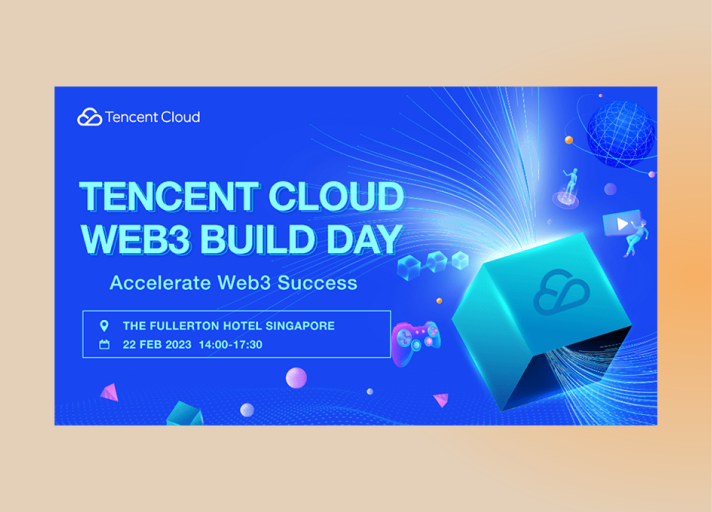 Tencent Cloud
TENCENT CLOUD
WEB3 BUILD DAY
Accelerate Web3 Success
THE FULLERTON HOTEL SINGAPORE
22 FEB 2023 14:00-17:30